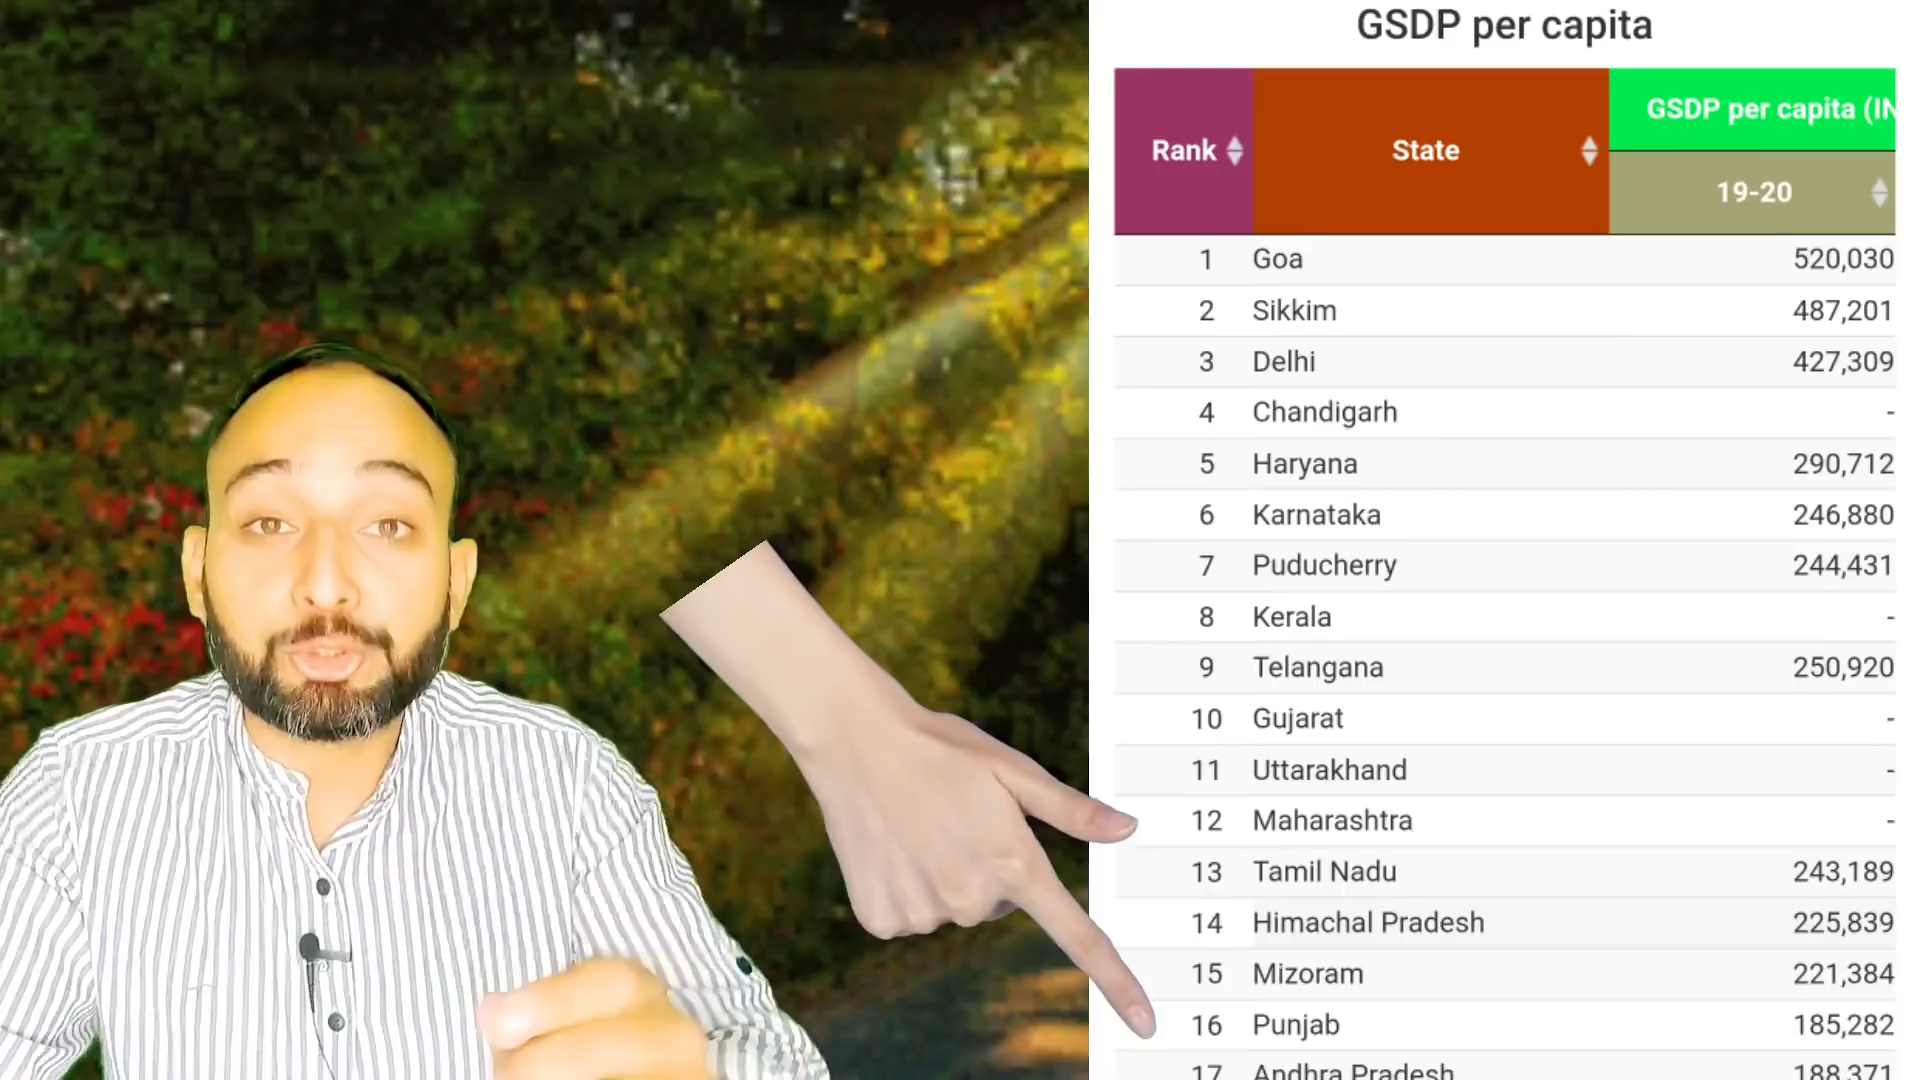 GSDP per capita
Rank State GSDP per capita (IN
19-20
1 Goa 520,030
2 Sikkim 487,201
3 Delhi 427,309
4 Chandigarh -
5 Haryana 290,712
6 Karnataka 246,880
7 Puducherry 244,431
8 Kerala -
9 Telangana 250,920
10 Gujarat -
11 Uttarakhand -
12 Maharashtra -
13 Tamil Nadu 243,189
14 Himachal Pradesh 225,839
15 Mizoram 221,384
16 Punjab 185,282
17 Andhra Pradesh 188,371